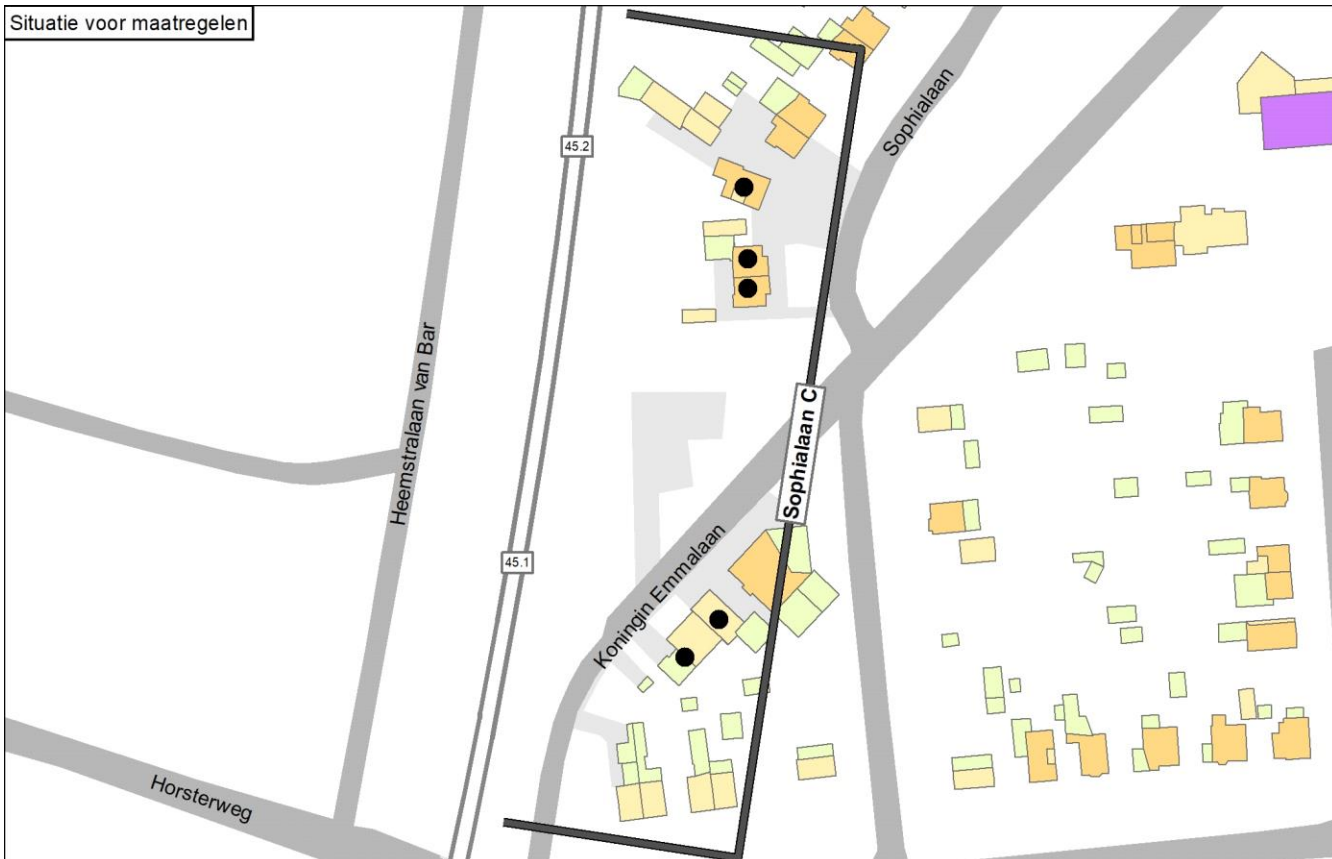 Situatie voor maatregelen
Sophialaan
45.2
Heemstralaan van Bar
Sophialaan C
45.1
Koningin Emmalaan
Horsterweg